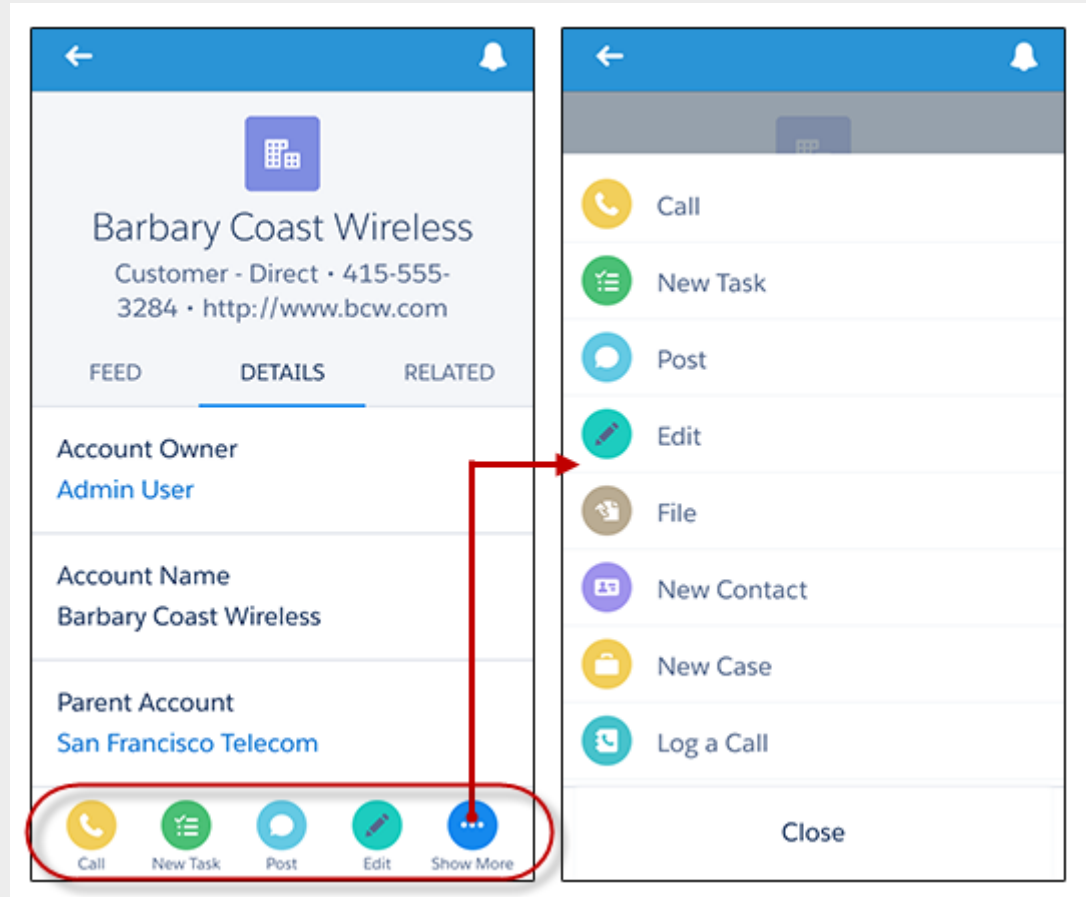 Barbary Coast Wireless
Customer - Direct • 415-555-
3284 • http://www.bcw.com
FEED DETAILS RELATED
Account Owner
Admin User
Account Name
Barbary Coast Wireless
Parent Account
San Francisco Telecom
Call New Task Post Edit Show More
Call
New Task
Post
Edit
File
New Contact
New Case
Log a Call
Close